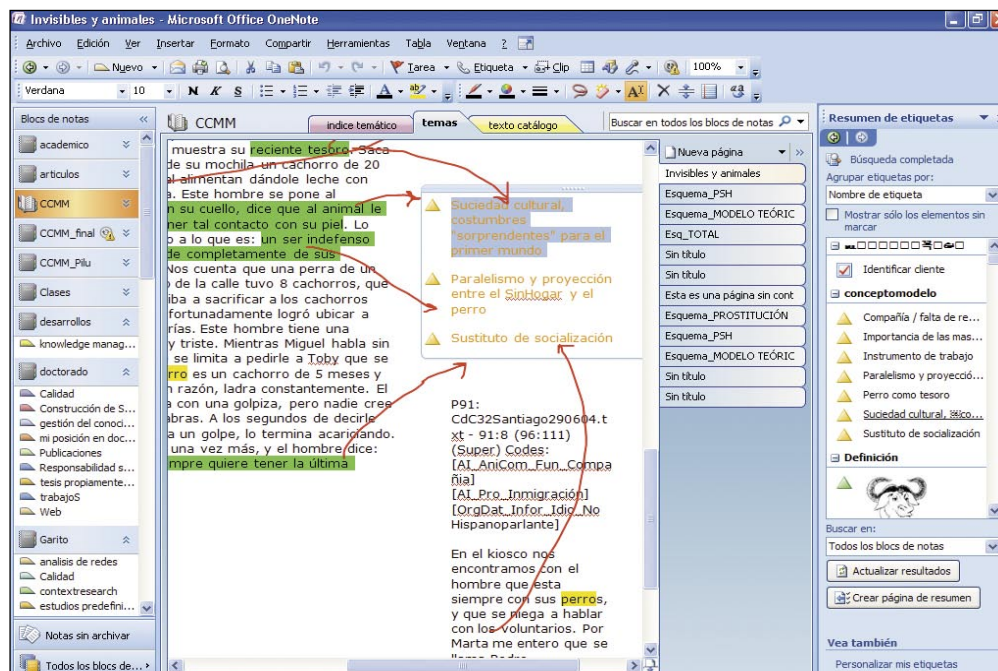 Invisibles y animales - Microsoft Office OneNote
Archivo Edición Ver Insertar Formato Compartir Herramientas Tabla Ventana ?
Nuevo Tarea Etiqueta Clip 100%
Verdana 10 N K S
Blocs de notas
academico
articulos
CCMM
CCMM_final
CCMM_Pilu
Clases
desarrollos
knowledge manag...
doctorado
Calidad
Construcción de S...
gestión del conoci...
mi posición en doc...
Publicaciones
Responsabilidad s...
tesis propiamente...
trabajoS
Web
Garito
analisis de redes
Calidad
contextresearch
estudios predefini...
Notas sin archivar
Todos los blocs de...
CCMM
indice temático temas texto catálogo
Buscar en todos los blocs de notas
muestra su reciente tesoro. Saca
de su mochila un cachorro de 20
al alimentan dándole leche con
a. Este hombre se pone al
n su cuello, dice que al animal le
ner tal contacto con su piel. Lo
o a lo que es: un ser indefenso
de completamente de sus
Nos cuenta que una perra de un
o de la calle tuvo 8 cachorros, que
iba a sacrificar a los cachorros
fortunadamente logró ubicar a
rías. Este hombre tiene una
y triste. Mientras Miguel habla sin
se limita a pedirle a Toby que se
rro es un cachorro de 5 meses y
n razón, ladra constantemente. El
a con una golpiza, pero nadie cree
abras. A los segundos de decirle
a un golpe, lo termina acariciando.
una vez más, y el hombre dice:
mpre quiere tener la última
Suciedad cultural,
costumbres
"sorprendentes" para el
primer mundo
Paralelismo y proyección
entre el SinHogar y el
perro
Sustituto de socialización
P91:
CdC32Santiago290604.t
xt - 91:8 (96:111)
(Super) Codes:
[AI_AniCom_Fun_Compa
ñia]
[AI_Pro_Inmigración]
[OrgDat_Infor_Idio_No
Hispanoparlante]
En el kiosco nos
encontramos con el
hombre que esta
siempre con sus perros,
y que se niega a hablar
con los voluntarios. Por
Marta me entero que se
llama Pedro
Nueva página
Invisibles y animales
Esquema_PSH
Esquema_MODELO TEÓRIC
Esq_TOTAL
Sin título
Sin título
Esta es una página sin cont
Esquema_PROSTITUCIÓN
Esquema_PSH
Esquema_MODELO TEÓRIC
Sin título
Sin título
Resumen de etiquetas
Búsqueda completada
Agrupar etiquetas por:
Nombre de etiqueta
Mostrar sólo los elementos sin
marcar
Identificar cliente
conceptomodelo
Compañía / falta de re...
Importancia de las mas...
Instrumento de trabajo
Paralelismo y proyecció...
Perro como tesoro
Suciedad cultural, co...
Sustituto de socialización
Definición
Buscar en:
Todos los blocs de notas
Actualizar resultados
Crear página de resumen
Vea también
Personalizar mis etiquetas